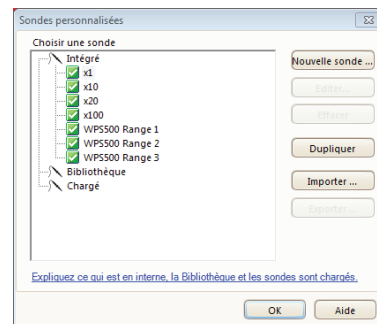 Sondes personnalisées
Choisir une sonde
Intégré
x1
x10
x20
x100
WPS500 Range 1
WPS500 Range 2
WPS500 Range 3
Bibliothèque
Chargé
Nouvelle sonde ...
Editer...
Effacer
Dupliquer
Importer ...
Exporter ...
Expliquez ce qui est en interne, la Bibliothèque et les sondes sont chargés.
OK
Aide